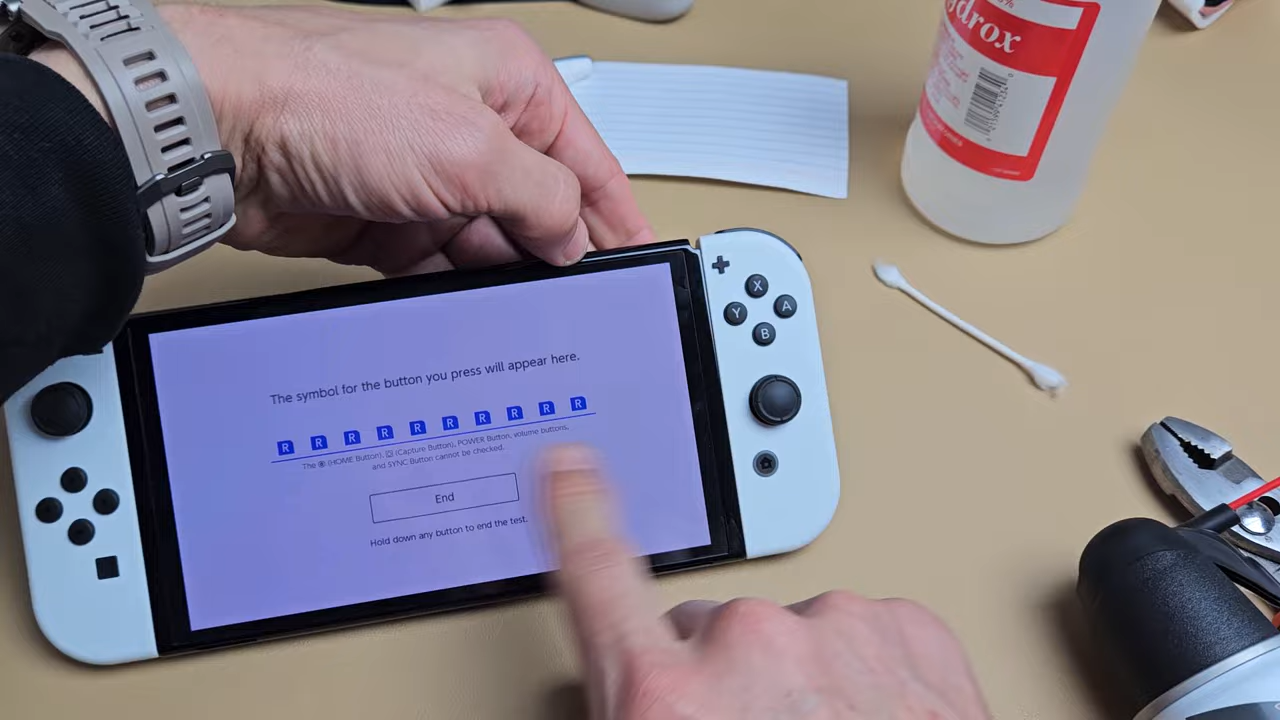 drox
X
Y
A
B
The symbol for the button you press will appear here.
R R R R R R R R R R
The (HOME Button), (Capture Button), POWER Button, volume buttons,
and SYNC Button cannot be checked.
End
Hold down any button to end the test.